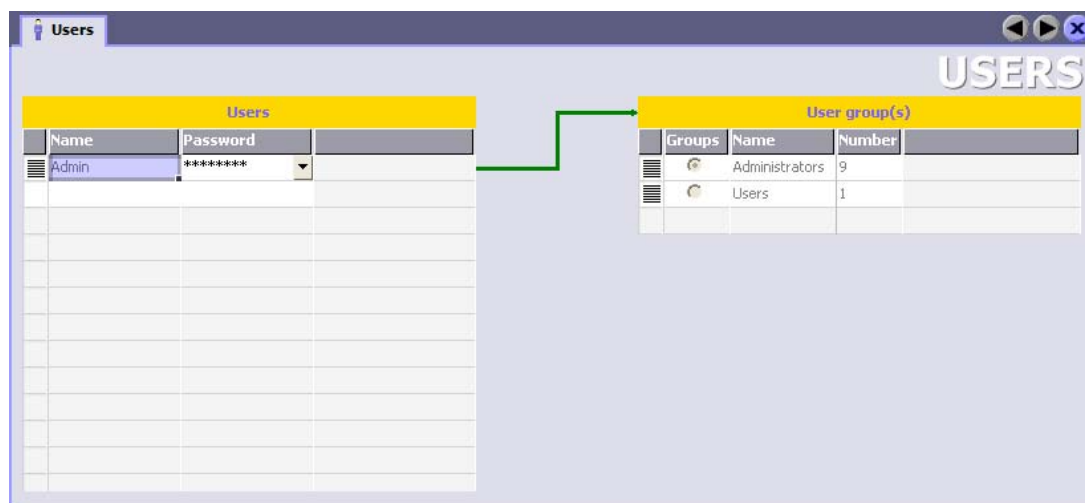 Users
USERS
Users
Name Password
Admin ********
User group(s)
Groups Name Number
Administrators 9
Users 1